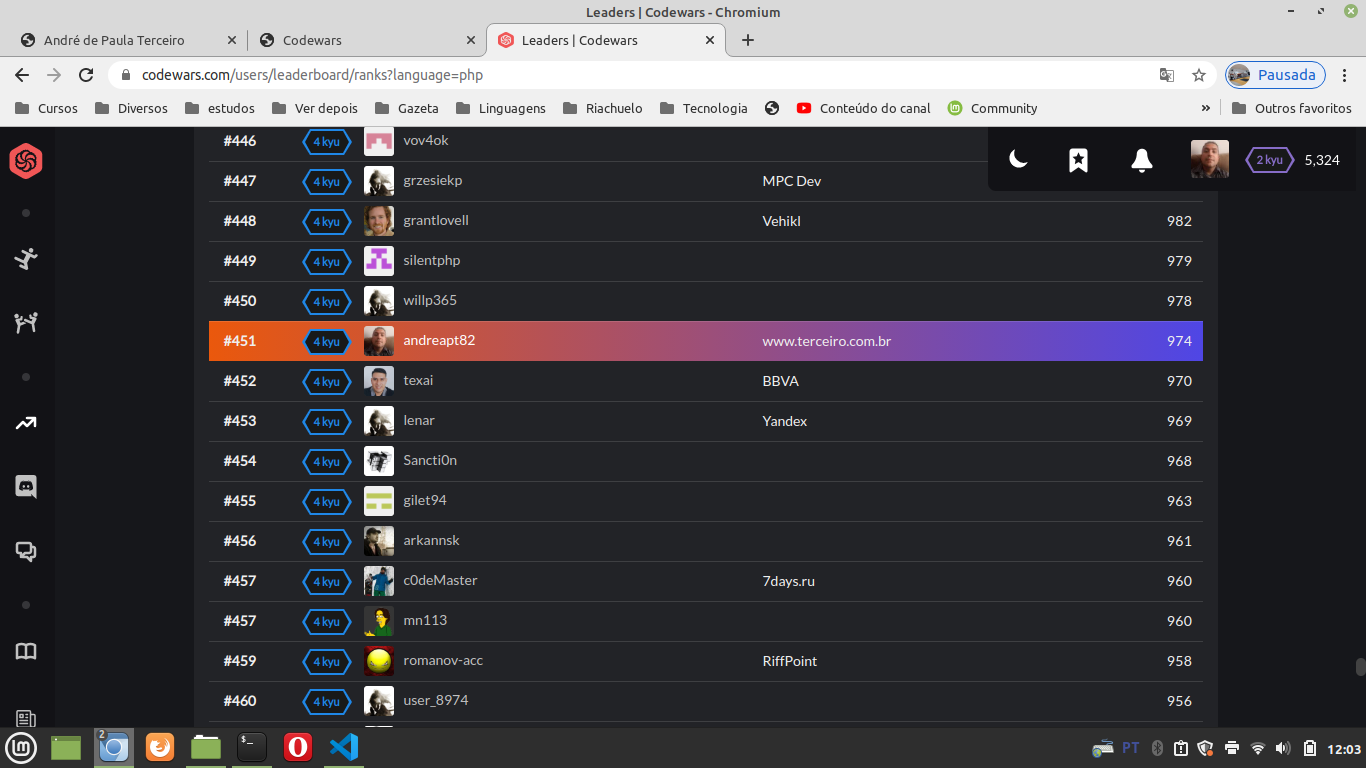 Leaders | Codewars - Chromium
André de Paula Terceiro
Codewars
Leaders | Codewars
codewars.com/users/leaderboard/ranks?language=php
Pausada
Cursos Diversos estudos Ver depois Gazeta Linguagens Riachuelo Tecnologia Conteúdo do canal Community » Outros favoritos
2 kyu 5,324
#446 4 kyu vov4ok
#447 4 kyu grzesiekp MPC Dev
#448 4 kyu grantlovell Vehikl 982
#449 4 kyu silentphp 979
#450 4 kyu willp365 978
#451 4 kyu andreapt82 www.terceiro.com.br 974
#452 4 kyu texai BBVA 970
#453 4 kyu lenar Yandex 969
#454 4 kyu Sancti0n 968
#455 4 kyu gilet94 963
#456 4 kyu arkannsk 961
#457 4 kyu c0deMaster 7days.ru 960
#457 4 kyu mn113 960
#459 4 kyu romanov-acc RiffPoint 958
#460 4 kyu user_8974 956
2
$_
PT 12:03